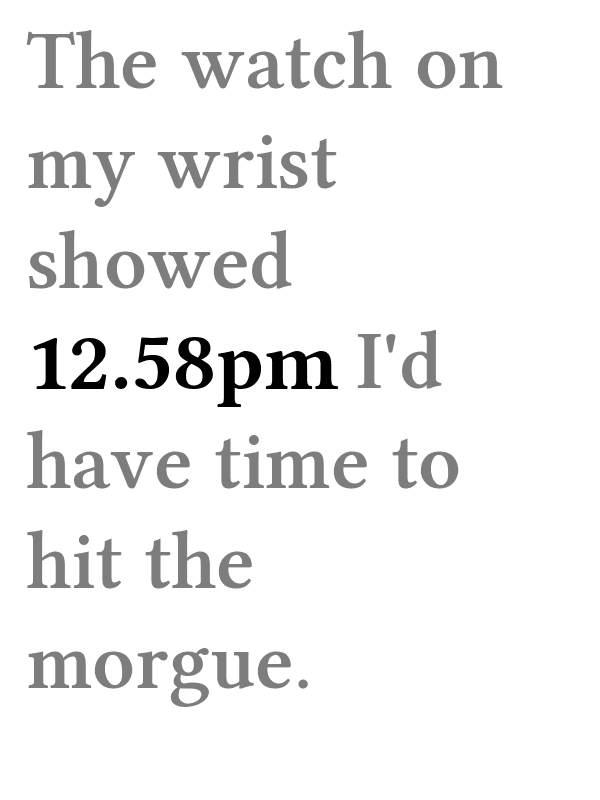 The watch on
my wrist
showed
12.58pm I'd
have time to
hit the
morgue.